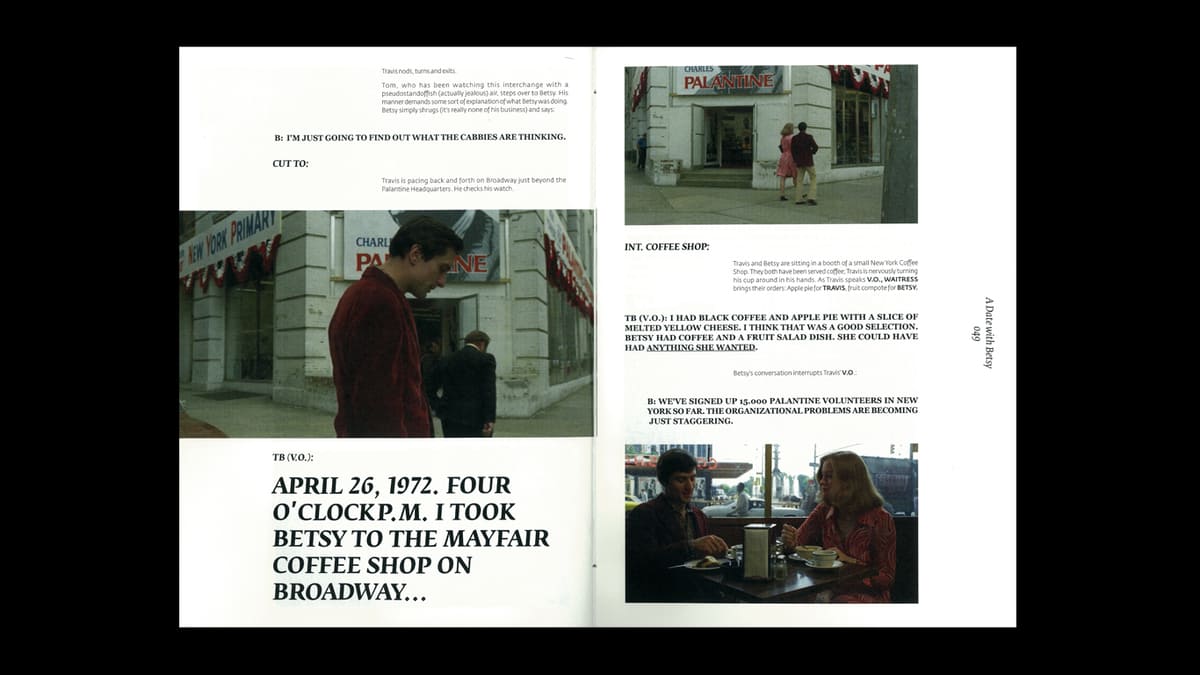 Travis nods, turns and exits.
Tom, who has been watching this interchange with a
pseudostandoffish (actually jealous) air, steps over to Betsy. His
manner demands some sort of explanation of what Betsy was doing.
Betsy simply shrugs (it's really none of his business) and says:
B: I'M JUST GOING TO FIND OUT WHAT THE CABBIES ARE THINKING.
CUT TO:
Travis is pacing back and forth on Broadway just beyond the
Palantine Headquarters. He checks his watch.
NEW YORK PRIMARY
CHARL
PA NE
TB (V.O.):
APRIL 26, 1972. FOUR
O'CLOCK P.M. I TOOK
BETSY TO THE MAYFAIR
COFFEE SHOP ON
BROADWAY...
CHARLES
PALANTINE
PA
INT. COFFEE SHOP:
Travis and Betsy are sitting in a booth of a small New York Coffee
Shop. They both have been served coffee; Travis is nervously turning
his cup around in his hands. As Travis speaks V.O., WAITRESS
brings their orders: Apple pie for TRAVIS, fruit compote for BETSY.
TB (V.O.): I HAD BLACK COFFEE AND APPLE PIE WITH A SLICE OF
MELTED YELLOW CHEESE. I THINK THAT WAS A GOOD SELECTION.
BETSY HAD COFFEE AND A FRUIT SALAD DISH. SHE COULD HAVE
HAD ANYTHING SHE WANTED.
Betsy's conversation interrupts Travis' V.O.:
B: WE'VE SIGNED UP 15.000 PALANTINE VOLUNTEERS IN NEW
YORK SO FAR. THE ORGANIZATIONAL PROBLEMS ARE BECOMING
JUST STAGGERING.
A Date with Betsy
049